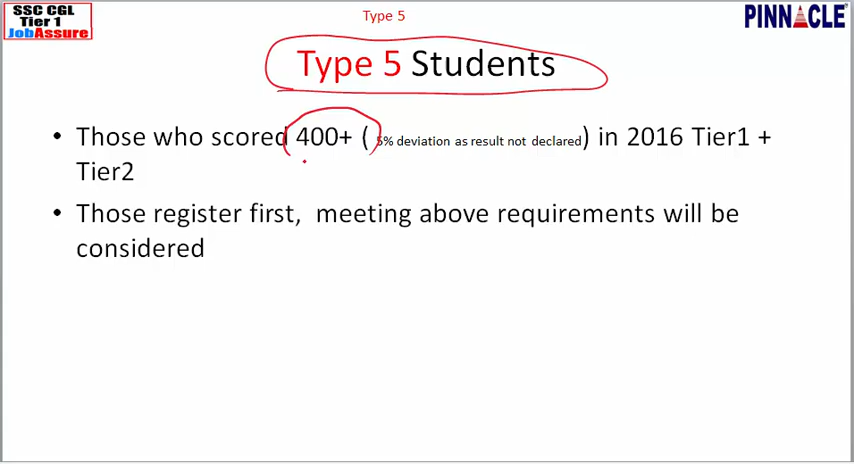 SSC CGL
Tier 1
JobAssure
Type 5
PINNACLE
Type 5 Students
• Those who scored 400+ ( 5% deviation as result not declared) in 2016 Tier1 +
Tier2
• Those register first, meeting above requirements will be
considered